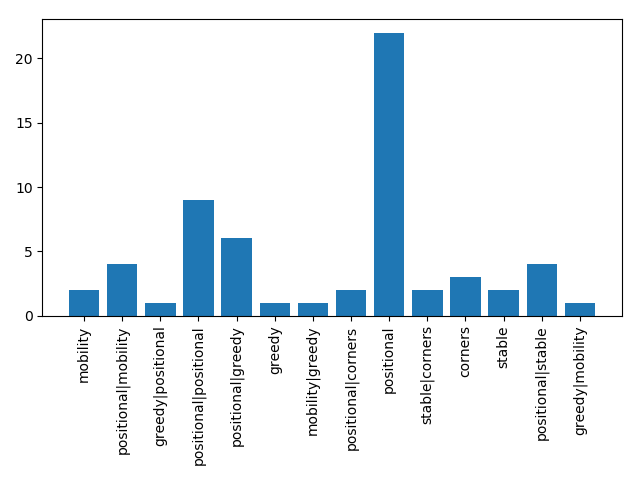 20
15
10
5
0
mobility
positional|mobility
greedy|positional
positional|positional
positional|greedy
greedy
mobility|greedy
positional|corners
positional
stable|corners
corners
stable
positional|stable
greedy|mobility